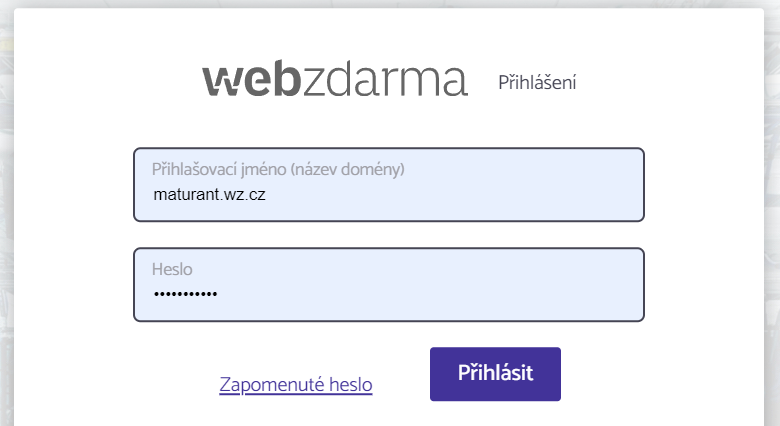 webzdarma Přihlášení
Přihlašovací jméno (název domény)
maturant.wz.cz
Heslo
•••••••••••
Zapomenuté heslo
Přihlásit